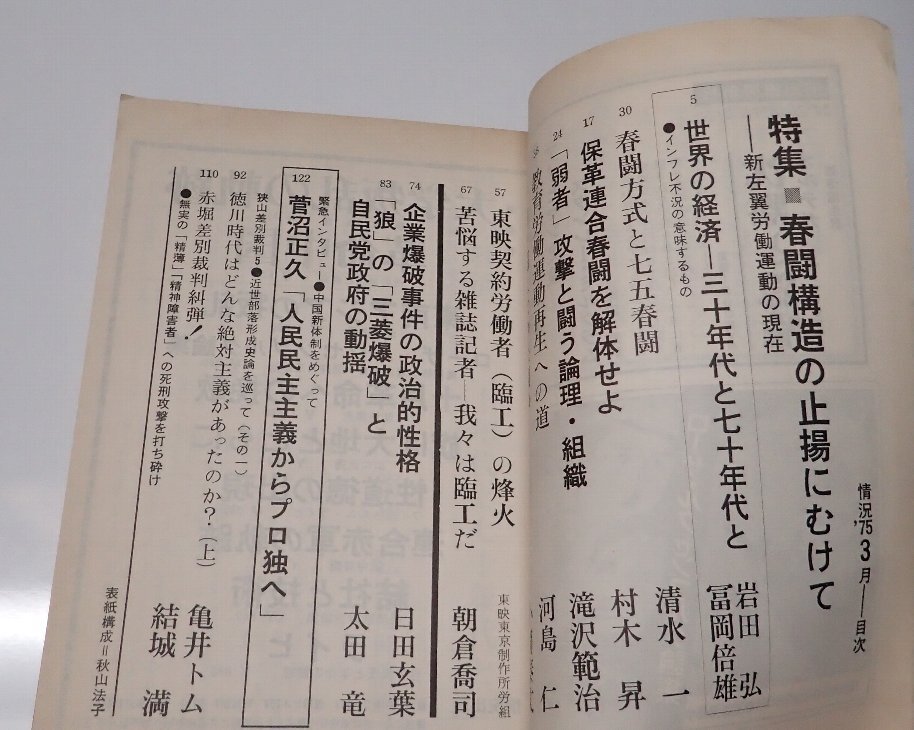 情況'75 3月――目次
特集■春闘構造の止揚にむけて
――新左翼労働運動の現在
5 世界の経済―三十年代と七十年代と 岩田 弘 冨岡倍雄
●インフレ不況の意味するもの
30 春闘方式と七五春闘 清水 一
17 保革連合春闘を解体せよ 村木 昇
24 「弱者」攻撃と闘う論理・組織 滝沢範治
教育労働運動再生への道 河島 仁
57 東映契約労働者（臨工）の烽火 東映東京制作所労組
67 苦悩する雑誌記者―我々は臨工だ 朝倉喬司
74 企業爆破事件の政治的性格 日田玄葉
83 「狼」の「三菱爆破」と
自民党政府の動揺 太田 竜
緊急インタビュー●中国新体制をめぐって
122 菅沼正久「人民民主主義からプロ独へ」
狭山差別裁判5●近世部落形成史論を巡って（その一）
92 徳川時代はどんな絶対主義があったのか？（上） 亀井トム
110 赤堀差別裁判糾弾！ 結城 満
●無実の「精薄」「精神障害者」への死刑攻撃を打ち砕け
表紙構成＝秋山法子